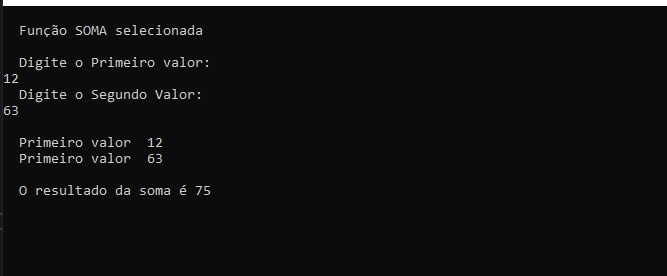 Função SOMA selecionada
Digite o Primeiro valor:
12
Digite o Segundo Valor:
63
Primeiro valor  12
Primeiro valor  63
O resultado da soma é 75